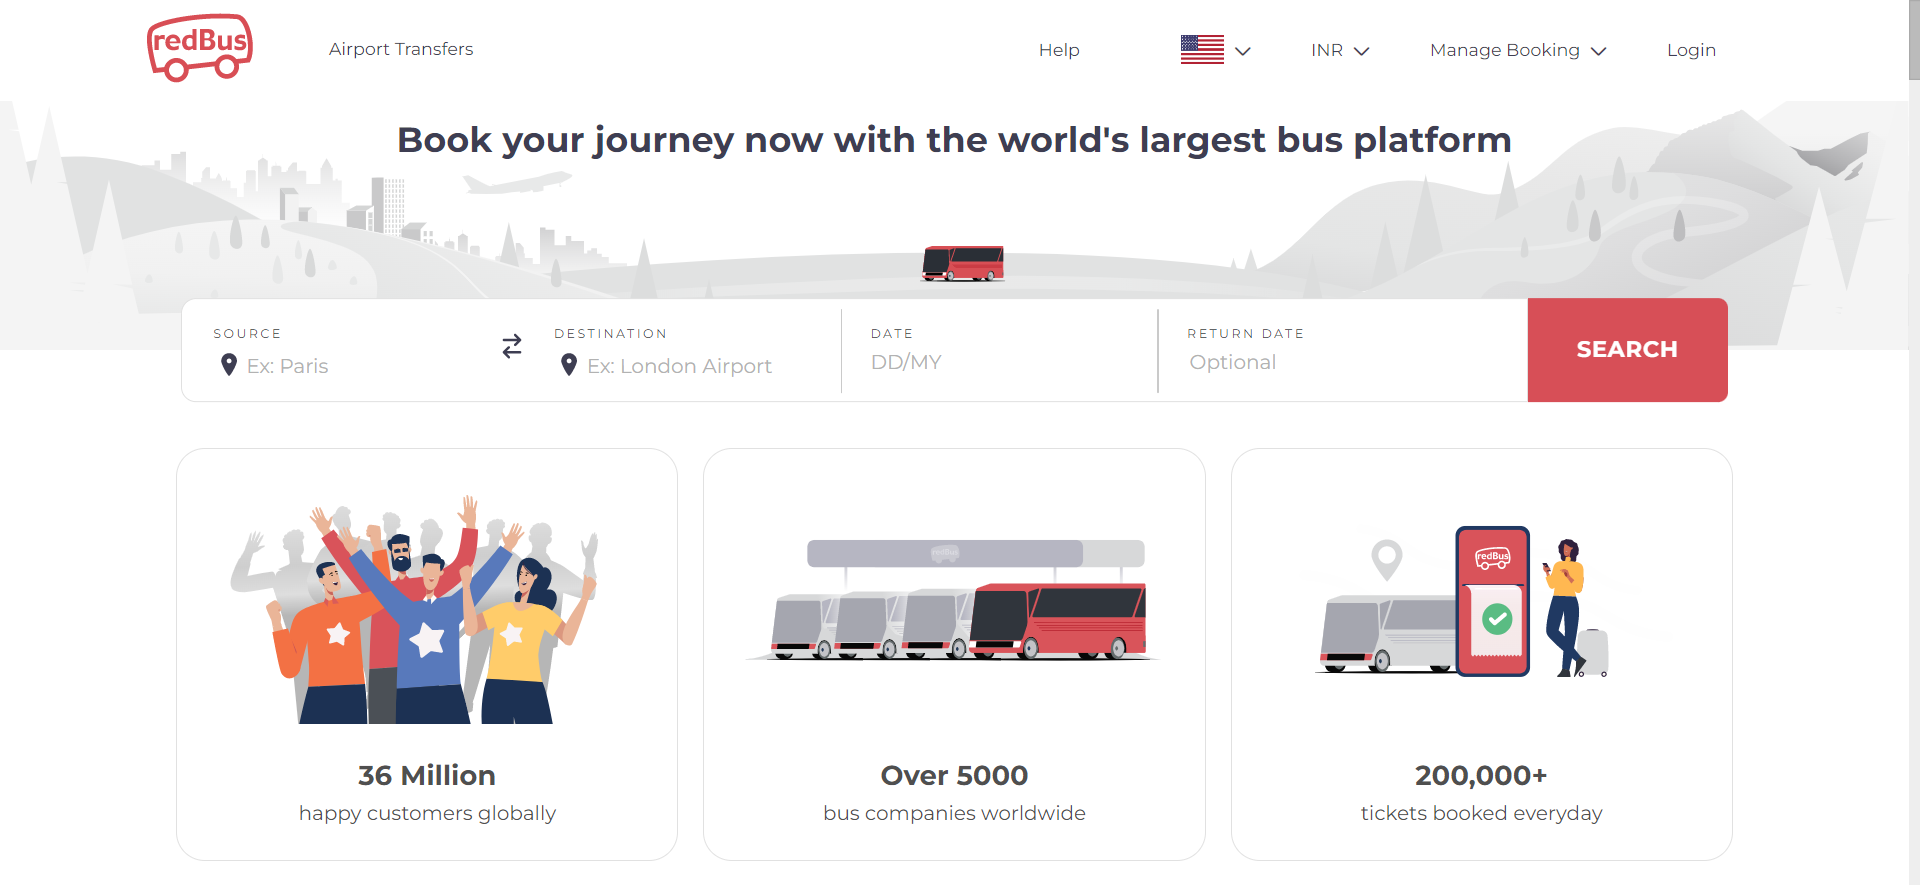 redBus
Airport Transfers
Help
INR
Manage Booking
Login
Book your journey now with the world's largest bus platform
SOURCE
Ex: Paris
DESTINATION
Ex: London Airport
DATE
DD/MY
RETURN DATE
Optional
SEARCH
redBus
redBus
36 Million
happy customers globally
Over 5000
bus companies worldwide
200,000+
tickets booked everyday